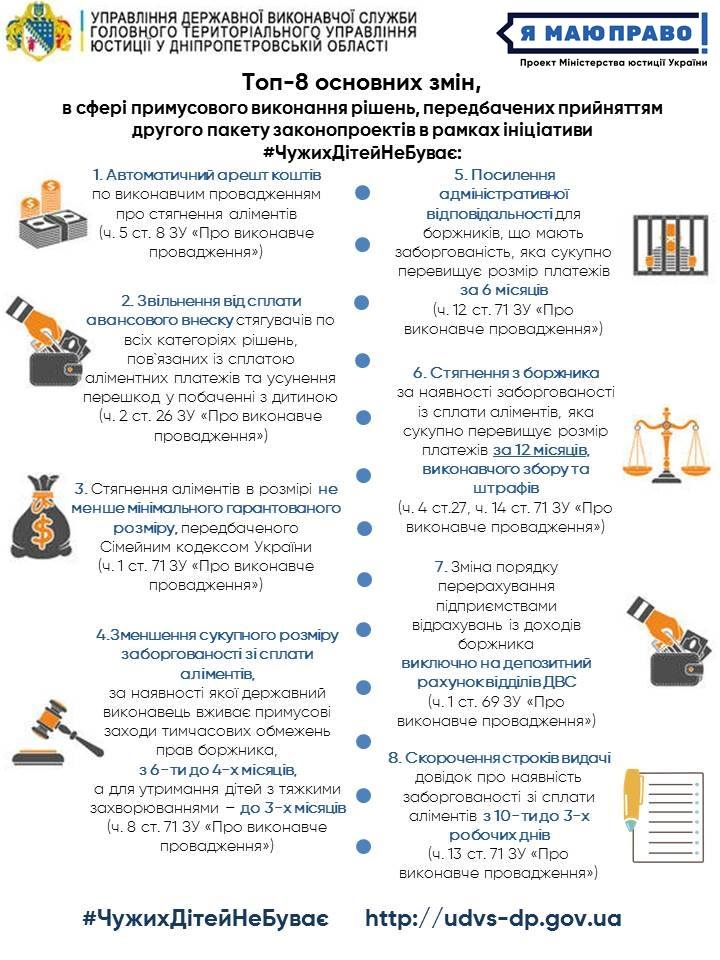 УПРАВЛІННЯ ДЕРЖАВНОЇ ВИКОНАВЧОЇ СЛУЖБИ
ГОЛОВНОГО ТЕРИТОРІАЛЬНОГО УПРАВЛІННЯ
ЮСТИЦІЇ У ДНІПРОПЕТРОВСЬКІЙ ОБЛАСТІ
Я МАЮ ПРАВО!
Проект Міністерства юстиції України
Топ-8 основних змін,
в сфері примусового виконання рішень, передбачених прийняттям
другого пакету законопроектів в рамках ініціативи
#ЧужихДітейНеБуває:
1. Автоматичний арешт коштів
по виконавчим провадженням
про стягнення аліментів
(ч. 5 ст. 8 ЗУ «Про виконавче
провадження»)
2. Звільнення від сплати
авансового внеску стягувачів по
всіх категоріях рішень,
пов`язаних із сплатою
аліментних платежів та усунення
перешкод у побаченні з дитиною
(ч. 2 ст. 26 ЗУ «Про виконавче
провадження»)
3. Стягнення аліментів в розмірі не
менше мінімального гарантованого
розміру, передбаченого
Сімейним кодексом України
(ч. 1 ст. 71 ЗУ «Про виконавче
провадження»)
4.Зменшення сукупного розміру
заборгованості зі сплати
аліментів,
за наявності якої державний
виконавець вживає примусові
заходи тимчасових обмежень
прав боржника,
з 6-ти до 4-х місяців,
а для утримання дітей з тяжкими
захворюваннями – до 3-х місяців
(ч. 8 ст. 71 ЗУ «Про виконавче
провадження»)
5. Посилення
адміністративної
відповідальності для
боржників, що мають
заборгованість, яка сукупно
перевищує розмір платежів
за 6 місяців
(ч. 12 ст. 71 ЗУ «Про
виконавче провадження»)
6. Стягнення з боржника
за наявності заборгованості
із сплати аліментів, яка
сукупно перевищує розмір
платежів за 12 місяців,
виконавчого збору та
штрафів
(ч. 4 ст.27, ч. 14 ст. 71 ЗУ «Про
виконавче провадження»)
7. Зміна порядку
перерахування
підприємствами
відрахувань із доходів
боржника
виключно на депозитний
рахунок відділів ДВС
(ч. 1 ст. 69 ЗУ «Про
виконавче провадження»)
8. Скорочення строків видачі
довідок про наявність
заборгованості зі сплати
аліментів з 10-ти до 3-х
робочих днів
(ч. 13 ст. 71 ЗУ «Про
виконавче провадження»)
#ЧужихДітейНеБуває http://udvs-dp.gov.ua